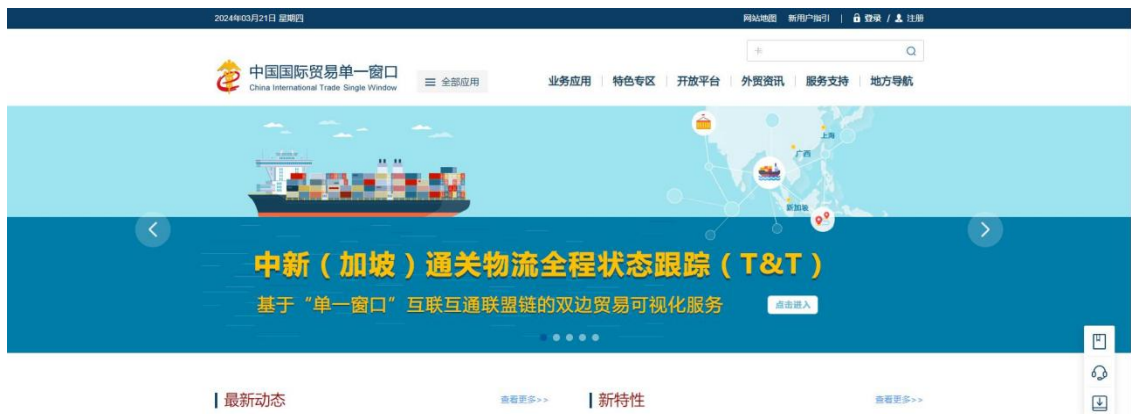 2024年03月21日 星期四
网站地图 新用户指引 | 登录 / 注册
卡
中国国际贸易单一窗口
China International Trade Single Window
全部应用
业务应用 特色专区 开放平台 外贸资讯 服务支持 地方导航
上海
广西
新加坡
中新（加坡）通关物流全程状态跟踪（T&T）
基于“单一窗口”互联互通联盟链的双边贸易可视化服务
点击进入
最新动态 查看更多>>
新特性 查看更多>>